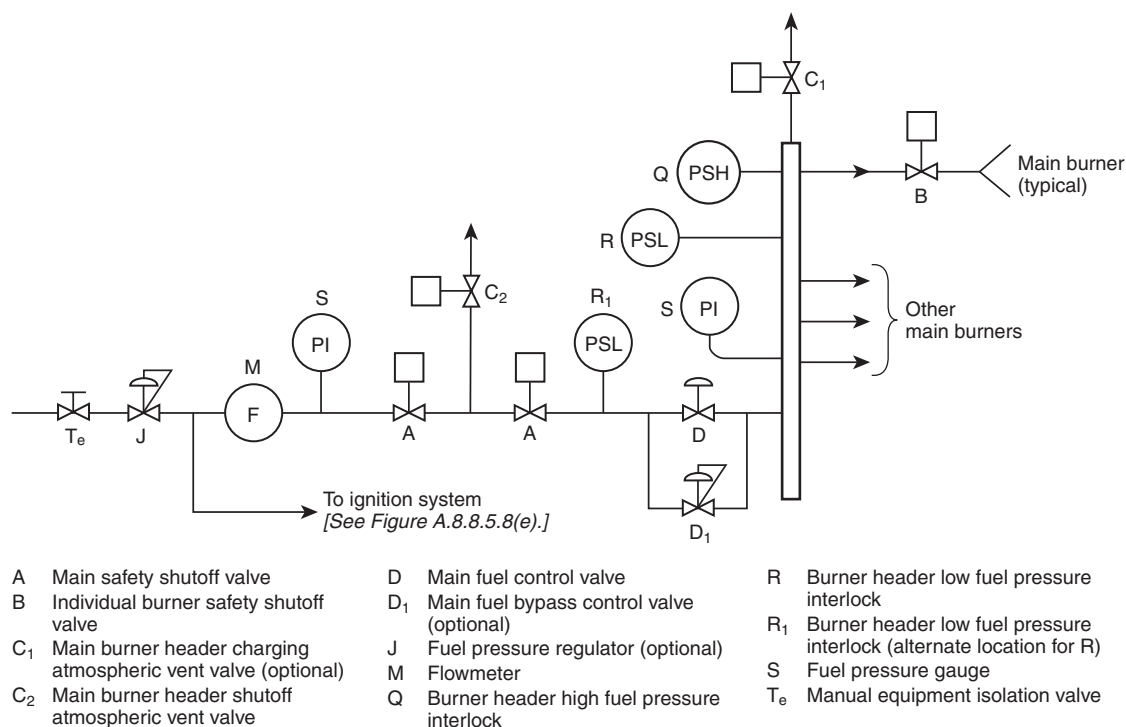 C1
PSH
Q
B
Main burner
(typical)
R
PSL
C2
S
PI
R1
PSL
S
PI
Other
main burners
M
F
Te
J
A
A
D
D1
To ignition system
[See Figure A.8.8.5.8(e).]
A Main safety shutoff valve
B Individual burner safety shutoff
valve
C1 Main burner header charging
atmospheric vent valve (optional)
C2 Main burner header shutoff
atmospheric vent valve
D Main fuel control valve
D1 Main fuel bypass control valve
(optional)
J Fuel pressure regulator (optional)
M Flowmeter
Q Burner header high fuel pressure
interlock
R Burner header low fuel pressure
interlock
R1 Burner header low fuel pressure
interlock (alternate location for R)
S Fuel pressure gauge
Te Manual equipment isolation valve